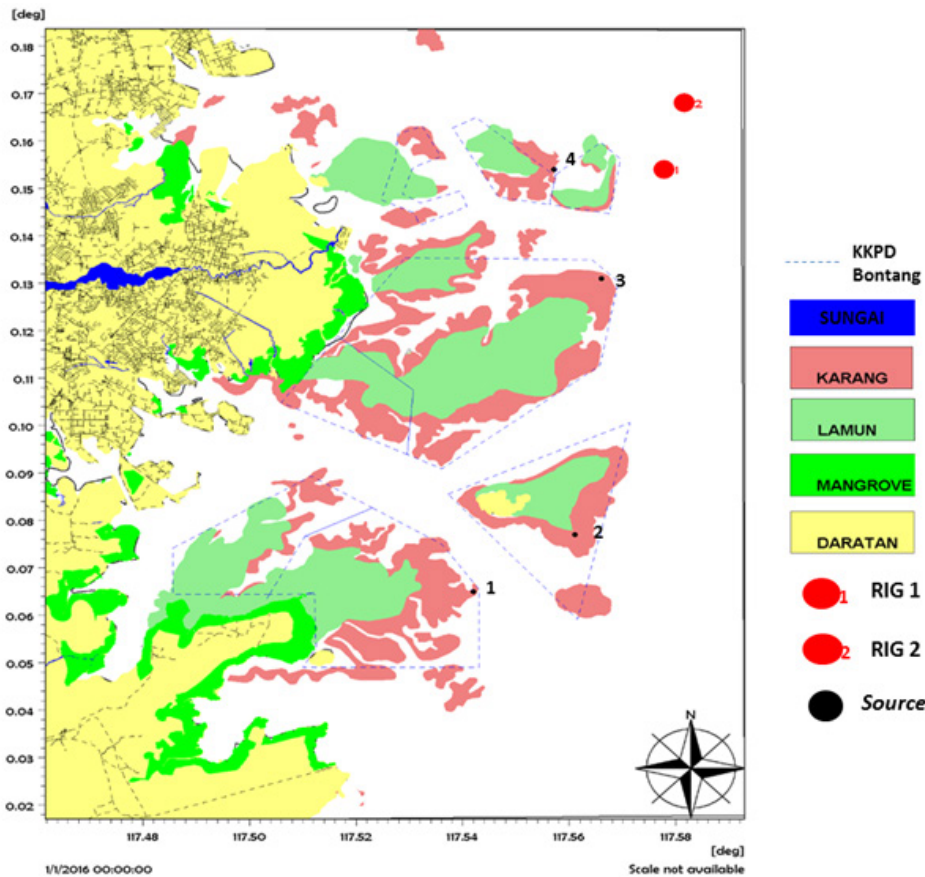 [deg]
0.18
0.17
0.16
0.15
0.14
0.13
0.12
0.11
0.10
0.09
0.08
0.07
0.06
0.05
0.04
0.03
0.02
2
1
4
3
2
1
N
117.48 117.50 117.52 117.54 117.56 117.58
[deg]
1/1/2016 00:00:00 Scale not available
KKPD
Bontang
SUNGAI
KARANG
LAMUN
MANGROVE
DARATAN
1 RIG 1
2 RIG 2
Source